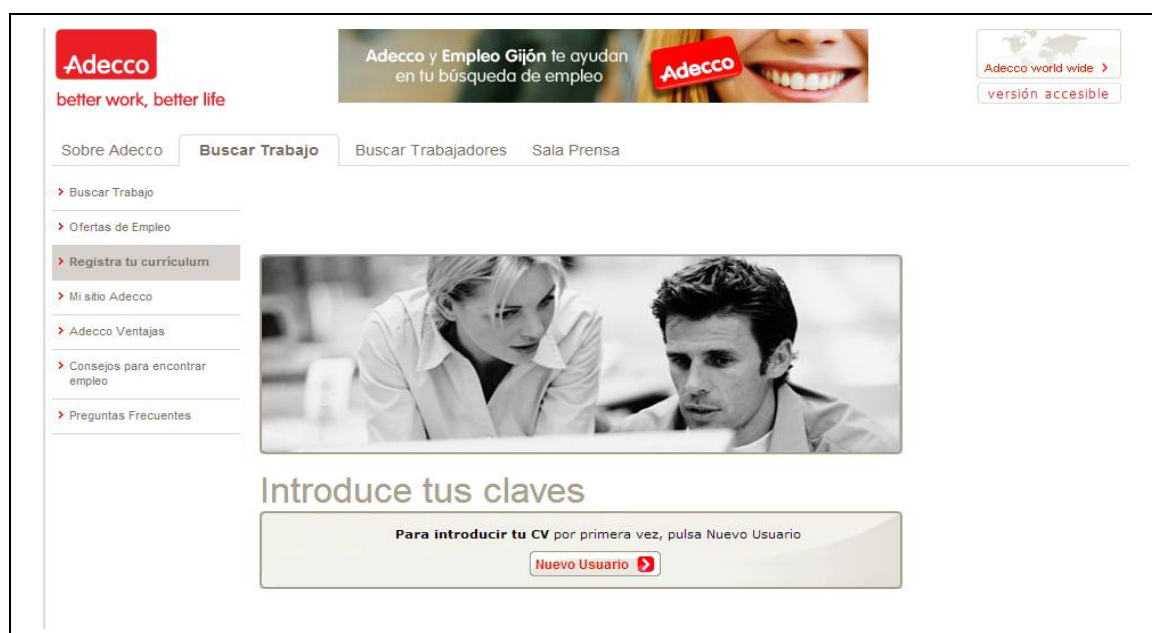 Adecco
better work, better life
Adecco y Empleo Gijón te ayudan
en tu búsqueda de empleo
Adecco
Adecco world wide
versión accesible
Sobre Adecco
Buscar Trabajo
Buscar Trabajadores
Sala Prensa
Buscar Trabajo
Ofertas de Empleo
Registra tu currículum
Mi sitio Adecco
Adecco Ventajas
Consejos para encontrar
empleo
Preguntas Frecuentes
Introduce tus claves
Para introducir tu CV por primera vez, pulsa Nuevo Usuario
Nuevo Usuario